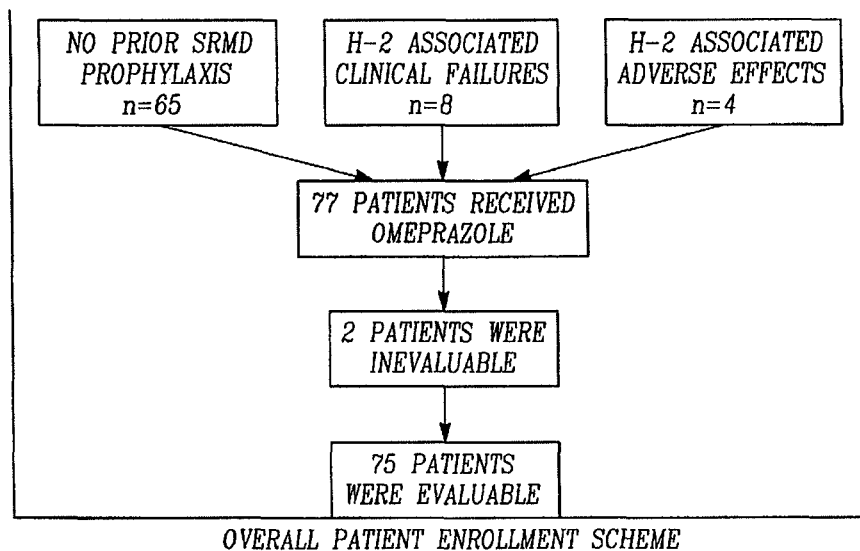 NO PRIOR SRMD
PROPHYLAXIS
n=65
H-2 ASSOCIATED
CLINICAL FAILURES
n=8
H-2 ASSOCIATED
ADVERSE EFFECTS
n=4
77 PATIENTS RECEIVED
OMEPRAZOLE
2 PATIENTS WERE
INEVALUABLE
75 PATIENTS
WERE EVALUABLE
OVERALL PATIENT ENROLLMENT SCHEME